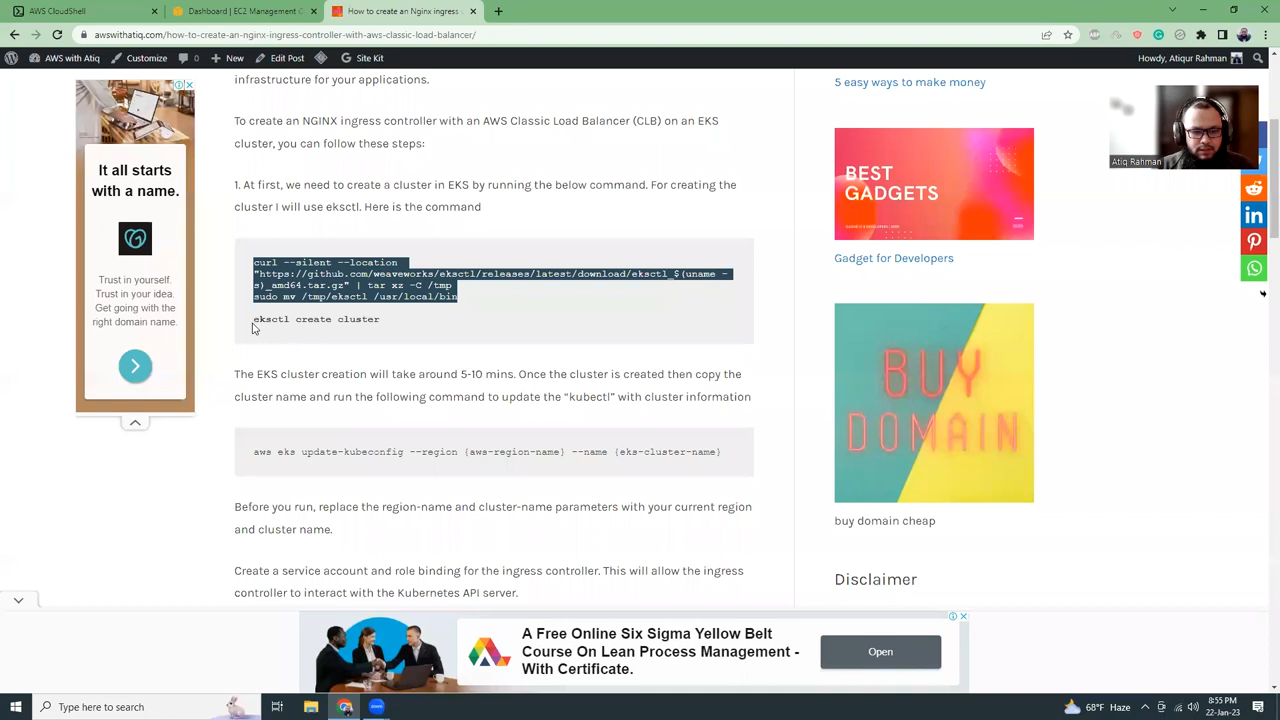 AWS CloudShell
Dashboard | EC2 Management C
How to create an Nginx ingress c
awswithatiq.com/how-to-create-an-nginx-ingress-controller-with-aws-classic-load-balancer/
AWS with Atiq
Customize
0
New
Edit Post
Site Kit
Howdy, Atiqur Rahman
infrastructure for your applications.
To create an NGINX ingress controller with an AWS Classic Load Balancer (CLB) on an EKS
cluster, you can follow these steps:
1. At first, we need to create a cluster in EKS by running the below command. For creating the
cluster I will use eksctl. Here is the command
curl --silent --location
"https://github.com/weaveworks/eksctl/releases/latest/download/eksctl_$(uname -
s)_amd64.tar.gz" | tar xz -C /tmp
sudo mv /tmp/eksctl /usr/local/bin
eksctl create cluster
The EKS cluster creation will take around 5-10 mins. Once the cluster is created then copy the
cluster name and run the following command to update the “kubectl” with cluster information
aws eks update-kubeconfig --region {aws-region-name} --name {eks-cluster-name}
Before you run, replace the region-name and cluster-name parameters with your current region
and cluster name.
Create a service account and role binding for the ingress controller. This will allow the ingress
controller to interact with the Kubernetes API server.
It all starts
with a name.
Trust in yourself.
Trust in your idea.
Get going with the
right domain name.
5 easy ways to make money
BEST
GADGETS
Gadget for Developers
BUY
DOMAIN
buy domain cheap
Disclaimer
Atiq Rahman
A Free Online Six Sigma Yellow Belt
Course On Lean Process Management -
With Certificate.
Open
Type here to search
zoom
68°F Haze
8:55 PM
22-Jan-23